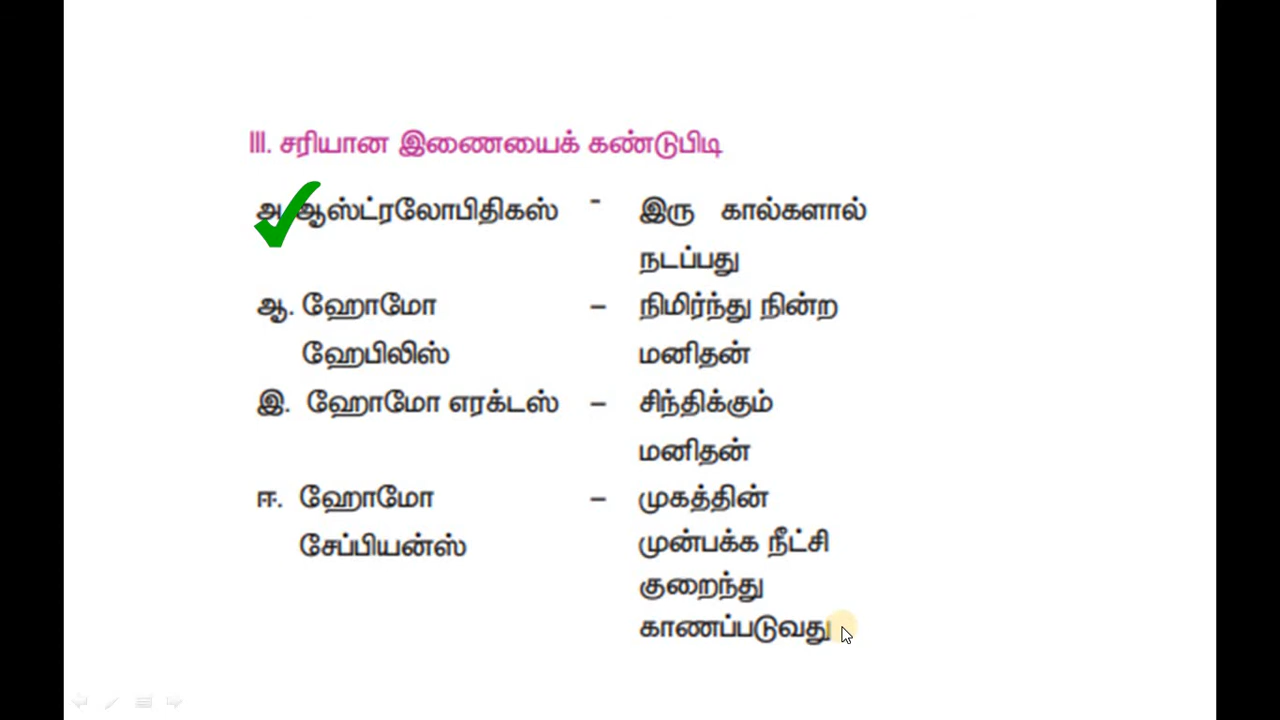 III. சரியான இணையைக் கண்டுபிடி
அ. ஆஸ்ட்ரலோபிதிகஸ் - இரு கால்களால்
நடப்பது
ஆ. ஹோமோ – நிமிர்ந்து நின்ற
ஹேபிலிஸ் மனிதன்
இ. ஹோமோ எரக்டஸ் – சிந்திக்கும்
மனிதன்
ஈ. ஹோமோ – முகத்தின்
சேப்பியன்ஸ் முன்பக்க நீட்சி
குறைந்து
காணப்படுவது